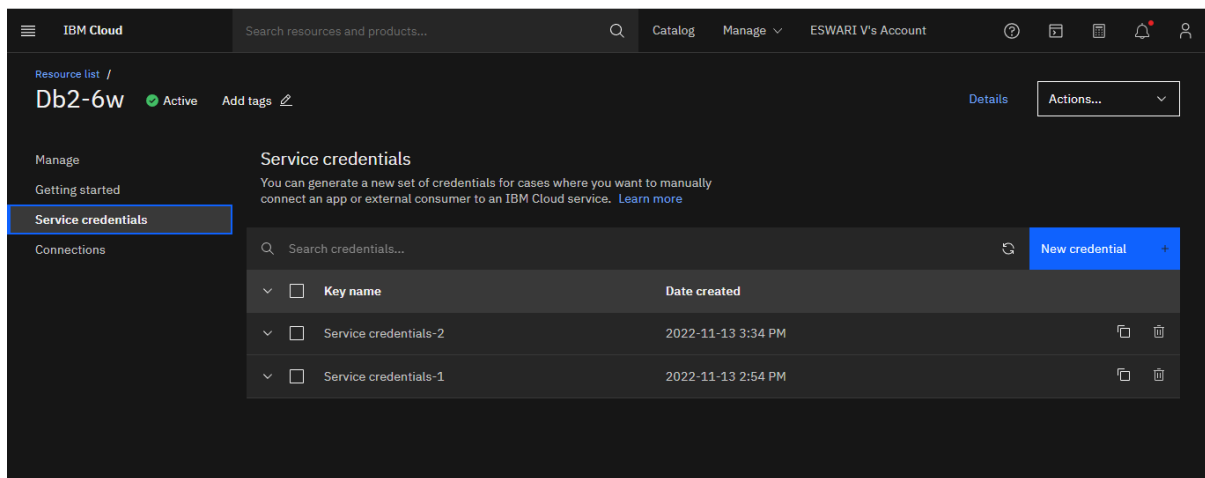 IBM Cloud
Search resources and products...
Catalog
Manage
ESWARI V's Account
Resource list /
Db2-6w
Active
Add tags
Details
Actions...
Manage
Getting started
Service credentials
Connections
Service credentials
You can generate a new set of credentials for cases where you want to manually
connect an app or external consumer to an IBM Cloud service. Learn more
Search credentials...
New credential +
Key name
Date created
Service credentials-2
2022-11-13 3:34 PM
Service credentials-1
2022-11-13 2:54 PM